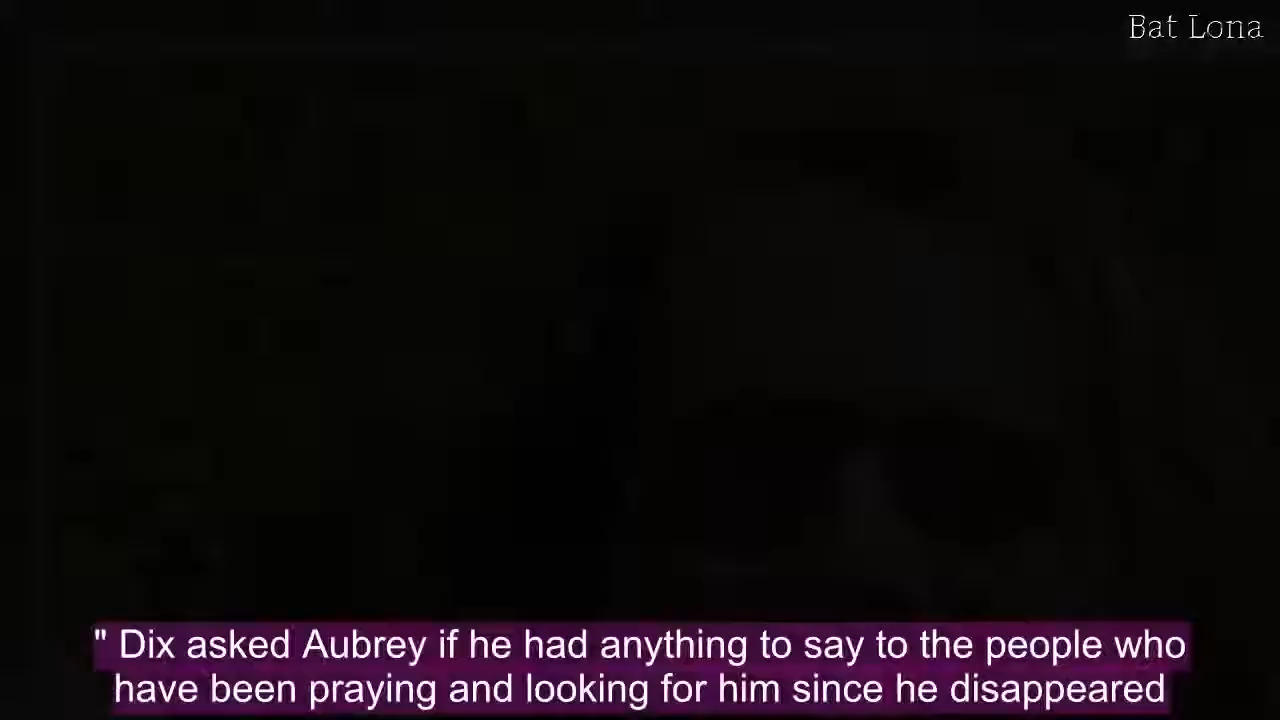 Bat Lona
" Dix asked Aubrey if he had anything to say to the people who
have been praying and looking for him since he disappeared